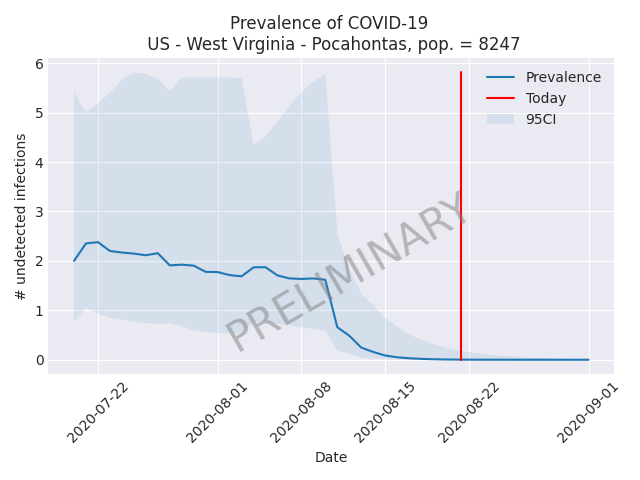 Prevalence of COVID-19
US - West Virginia - Pocahontas, pop. = 8247
6
5
4
3
2
1
0
# undetected infections
Prevalence
Today
95CI
PRELIMINARY
2020-07-22
2020-08-01
2020-08-08
2020-08-15
2020-08-22
2020-09-01
Date